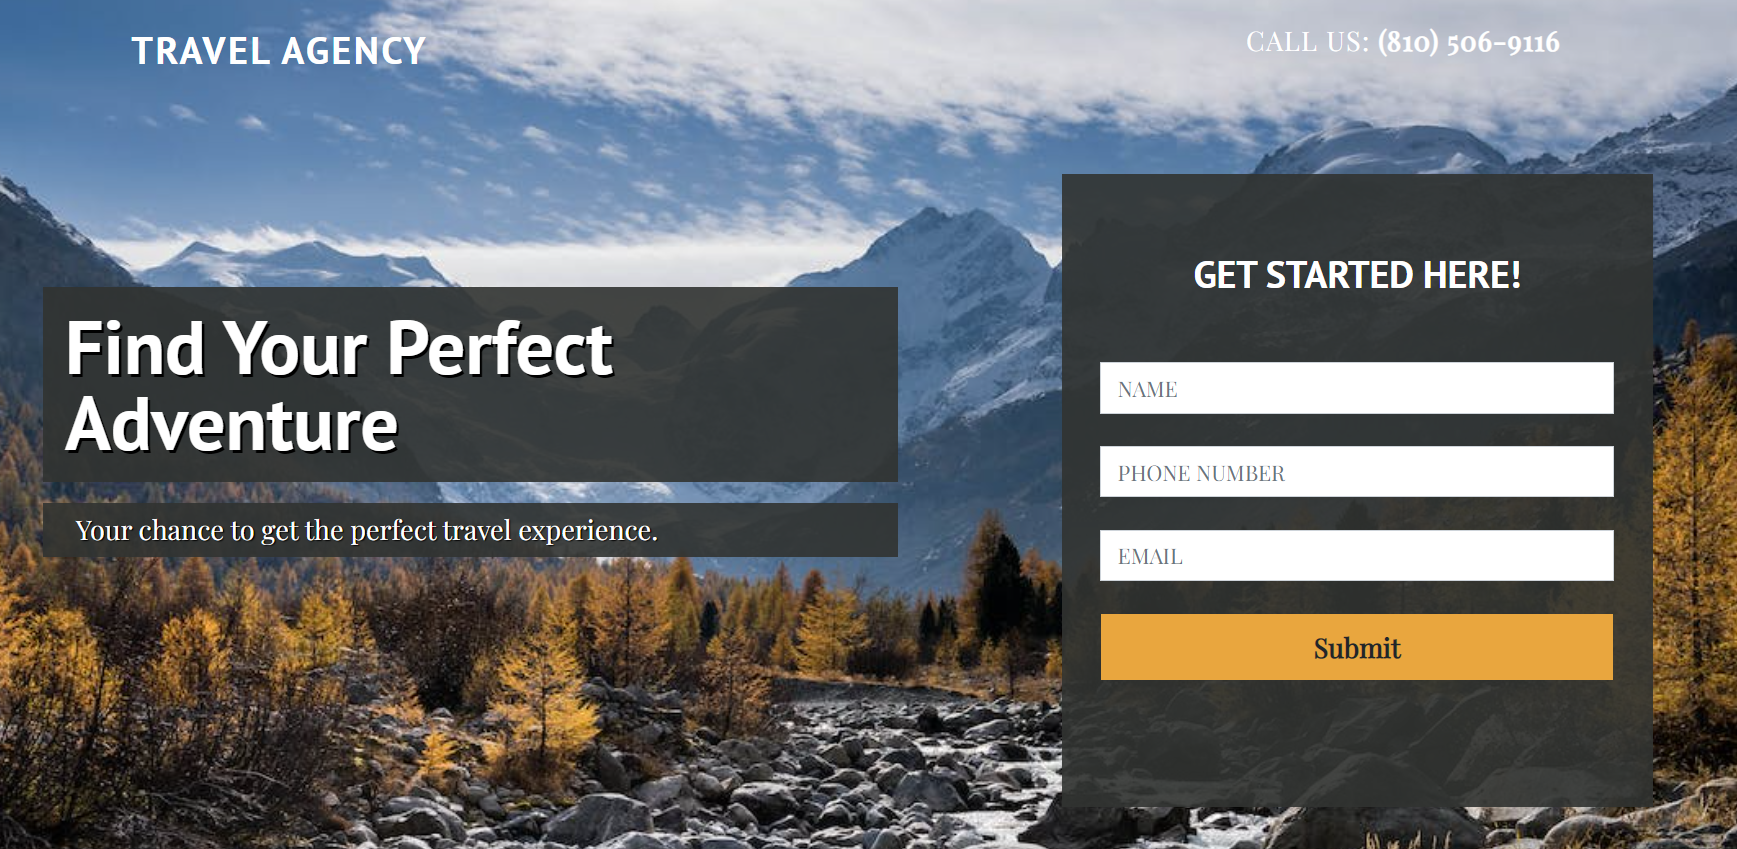 TRAVEL AGENCY
CALL US: (810) 506-9116
Find Your Perfect
Adventure
Your chance to get the perfect travel experience.
GET STARTED HERE!
NAME
PHONE NUMBER
EMAIL
Submit